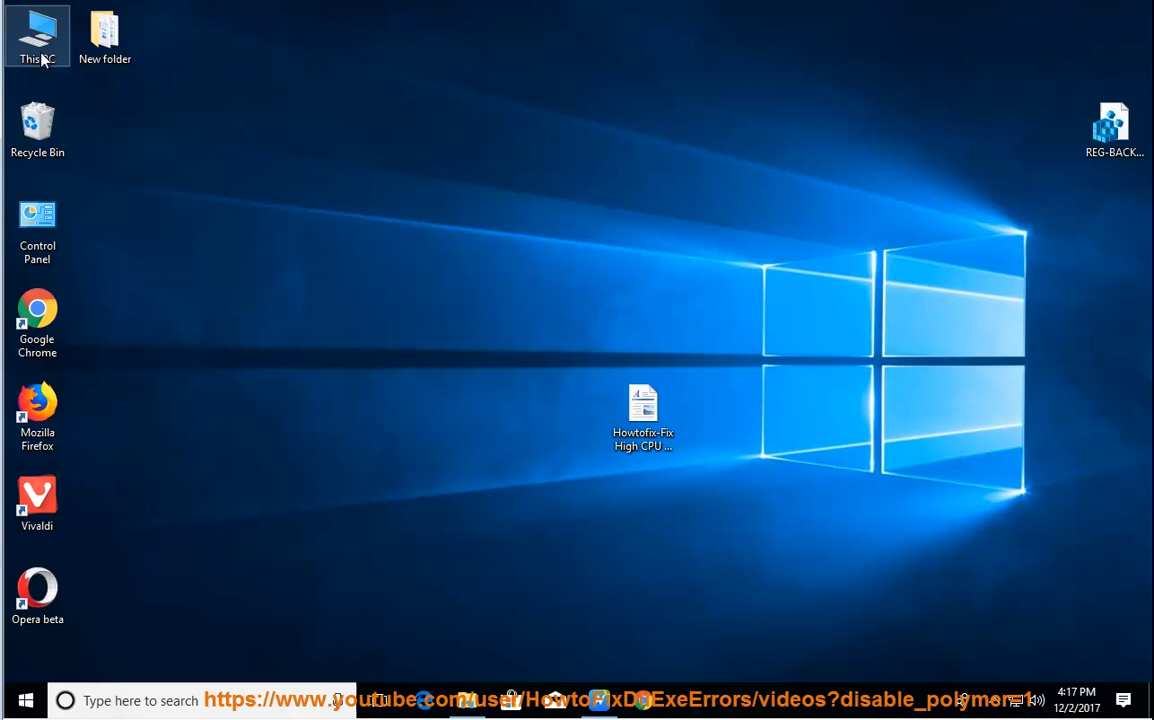 This PC
New folder
Recycle Bin
REG-BACK...
Control
Panel
Google
Chrome
Mozilla
Firefox
Howtofix-Fix
High CPU ...
Vivaldi
Opera beta
Type here to search
https://www.youtube.com/user/HowtoFixDllExeErrors/videos?disable_polymer=1
4:17 PM
12/2/2017